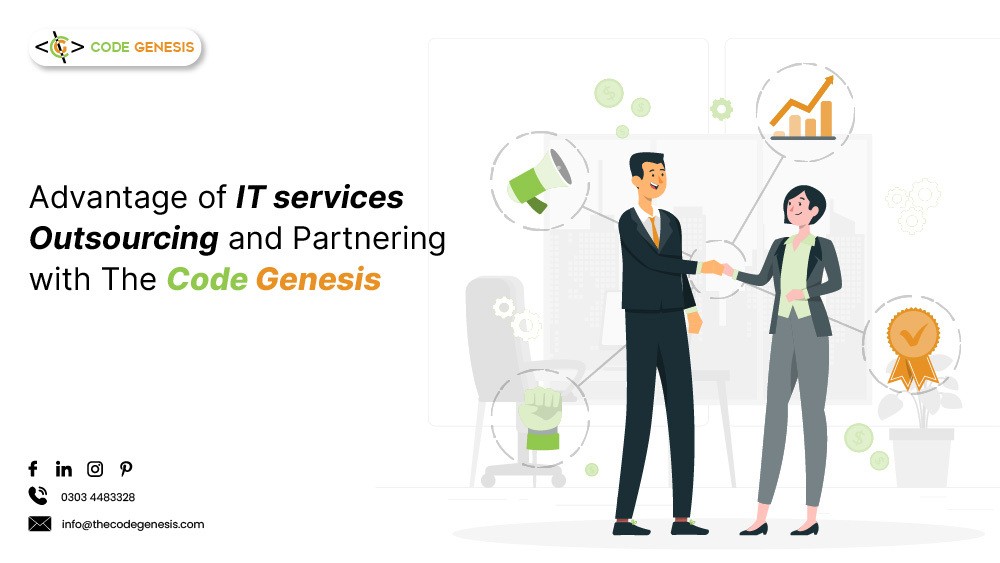 CODE GENESIS
Advantage of IT services
Outsourcing and Partnering
with The Code Genesis
0303 4483328
info@thecodegenesis.com